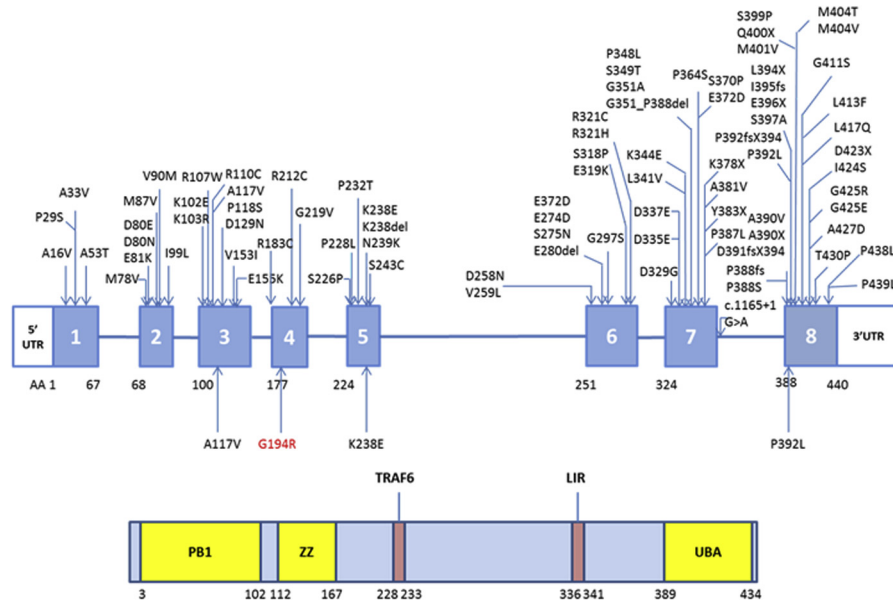 S399P
Q400X
M401V
M404T
M404V
G411S
L394X
I395fs
E396X
S397A
P392fsX394
P392L
L413F
L417Q
D423X
I424S
G425R
G425E
A427D
A390V
A390X
T430P
P438L
P439L
P388fs
P388S
c.1165+1
G>A
P348L
S349T
G351A
G351_P388del
P364S
S370P
E372D
R321C
R321H
S318P
E319K
K344E
L341V
K378X
A381V
Y383X
P387L
D391fsX394
D337E
D335E
D329G
E372D
E274D
S275N
E280del
G297S
D258N
V259L
A33V
P29S
A16V
A53T
V90M
M87V
D80E
D80N
E81K
M78V
I99L
R107W
R110C
A117V
P118S
D129N
K102E
K103R
V153I
E155K
R212C
G219V
R183C
P232T
K238E
K238del
N239K
P228L
S226P
S243C
5'
UTR
1
2
3
4
5
6
7
8
3'UTR
AA 1
67
68
100
177
224
251
324
388
440
A117V
G194R
K238E
P392L
TRAF6
LIR
PB1
ZZ
UBA
3
102
112
167
228
233
336
341
389
434